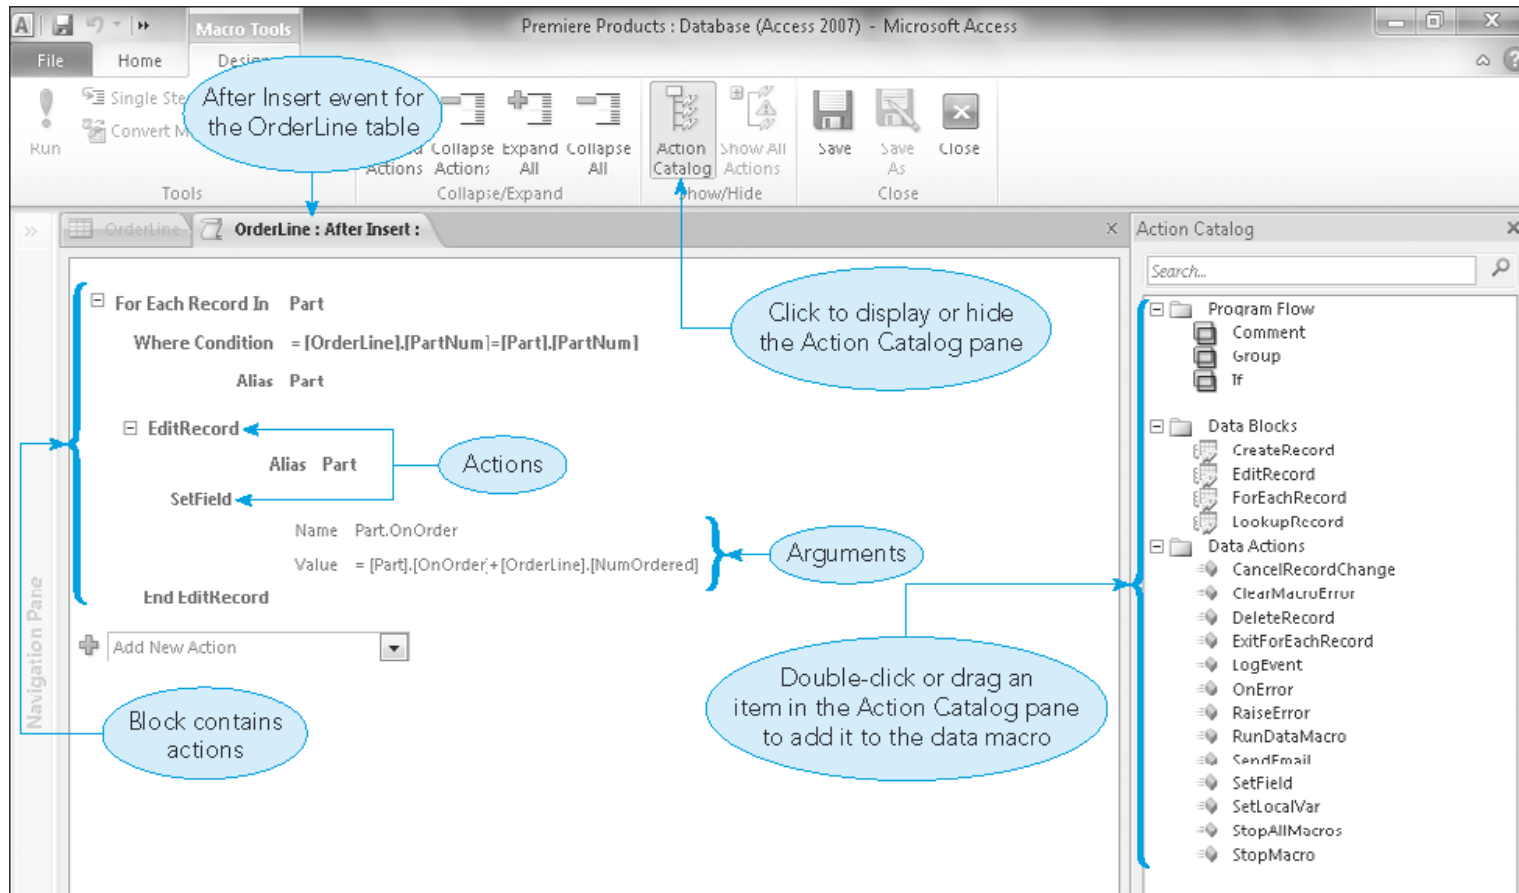 Macro Tools
Premiere Products : Database (Access 2007) - Microsoft Access
File
Home
After Insert event for
the OrderLine table
Single
Convert
Run
Actions
Collapse
Actions
Expand
All
Collapse
All
Action
Catalog
Show All
Actions
Save
Save
As
Close
Tools
Collapse/Expand
Show/Hide
Close
OrderLine
OrderLine : After Insert :
Action Catalog
Search...
For Each Record In Part
Where Condition = [OrderLine].[PartNum]=[Part].[PartNum]
Alias Part
EditRecord
Alias Part
SetField
Name Part.OnOrder
Value = [Part].[OnOrder]+[OrderLine].[NumOrdered]
End EditRecord
Add New Action
Navigation Pane
Click to display or hide
the Action Catalog pane
Actions
Arguments
Block contains
actions
Double-click or drag an
item in the Action Catalog pane
to add it to the data macro
Program Flow
Comment
Group
If
Data Blocks
CreateRecord
EditRecord
ForEachRecord
LookupRecord
Data Actions
CancelRecordChange
ClearMacroError
DeleteRecord
ExitForEachRecord
LogEvent
OnError
RaiseError
RunDataMacro
SendEmail
SetField
SetLocalVar
StopAllMacros
StopMacro